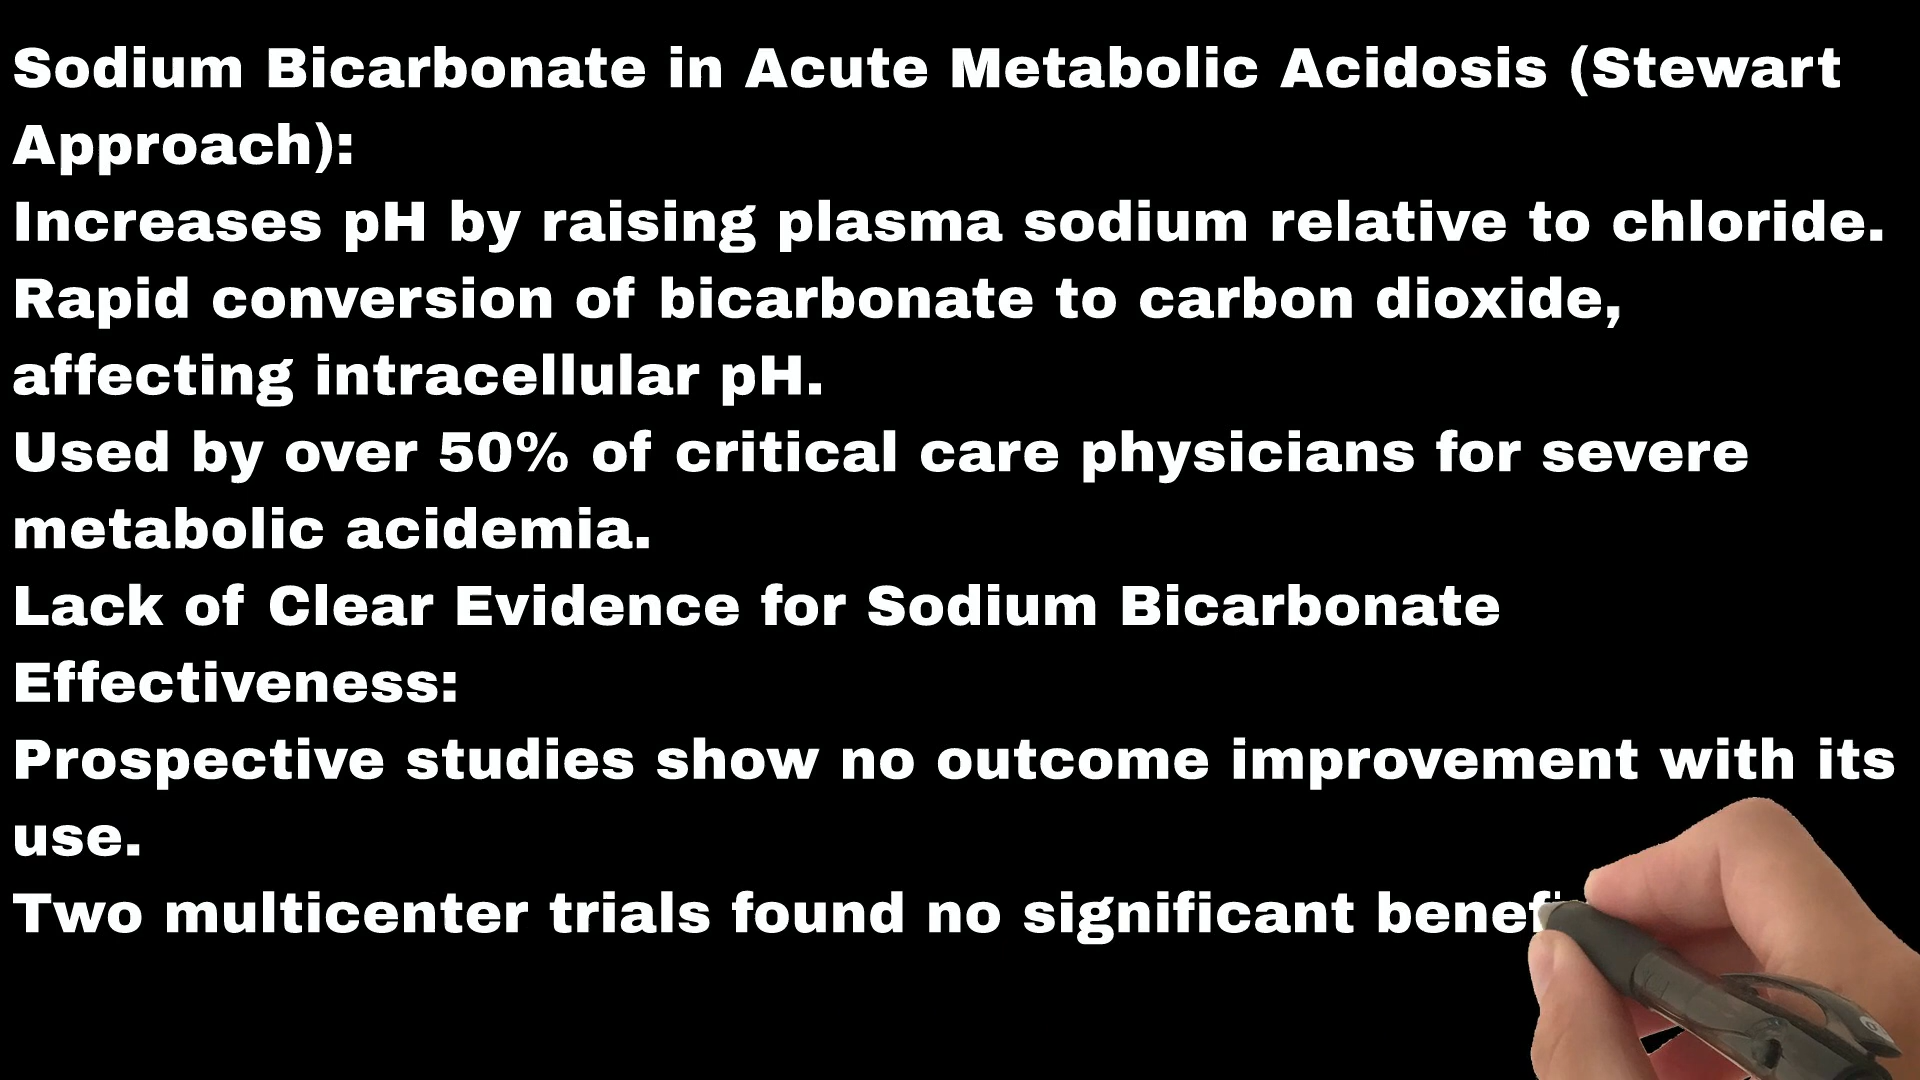 Sodium Bicarbonate in Acute Metabolic Acidosis (Stewart
Approach):
Increases pH by raising plasma sodium relative to chloride.
Rapid conversion of bicarbonate to carbon dioxide,
affecting intracellular pH.
Used by over 50% of critical care physicians for severe
metabolic acidemia.
Lack of Clear Evidence for Sodium Bicarbonate
Effectiveness:
Prospective studies show no outcome improvement with its
use.
Two multicenter trials found no significant